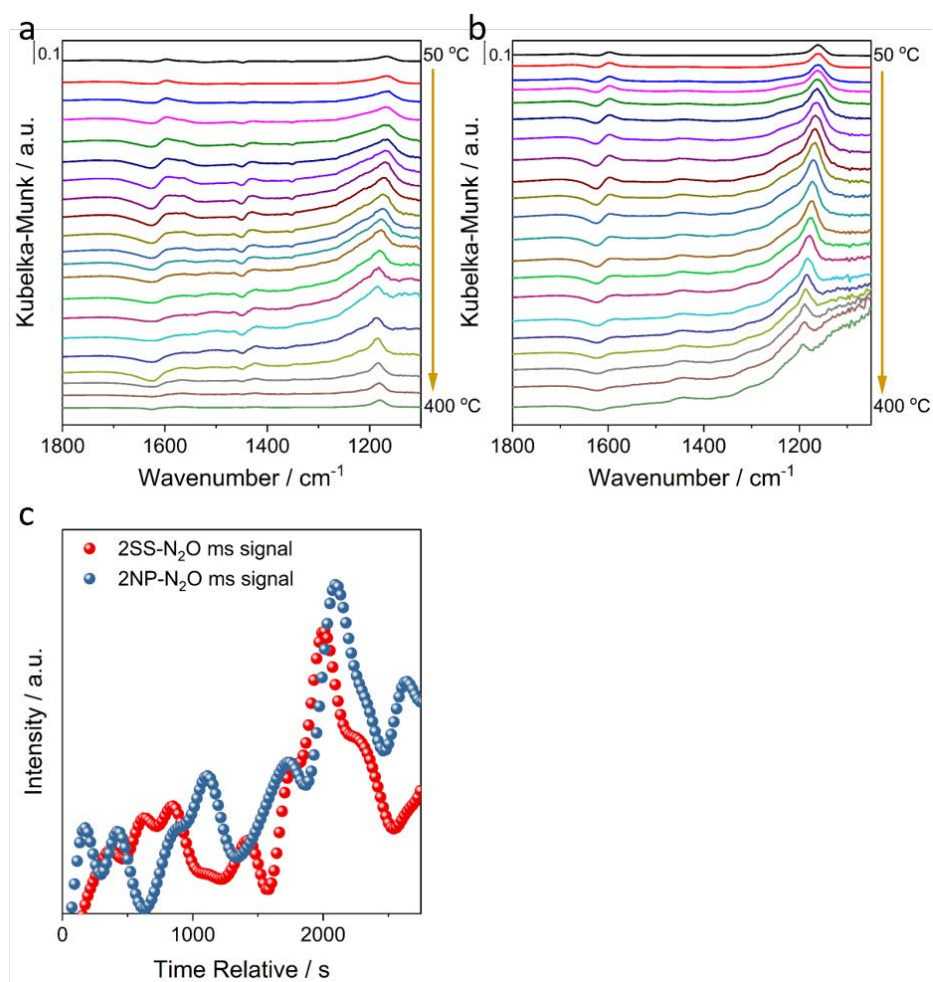 a
b
0.1
50 ºC
0.1
50 ºC
Kubelka-Munk / a.u.
Kubelka-Munk / a.u.
400 ºC
400 ºC
1800 1600 1400 1200
1800 1600 1400 1200
Wavenumber / cm⁻¹
Wavenumber / cm⁻¹
c
2SS-N₂O ms signal
2NP-N₂O ms signal
Intensity / a.u.
0 1000 2000
Time Relative / s